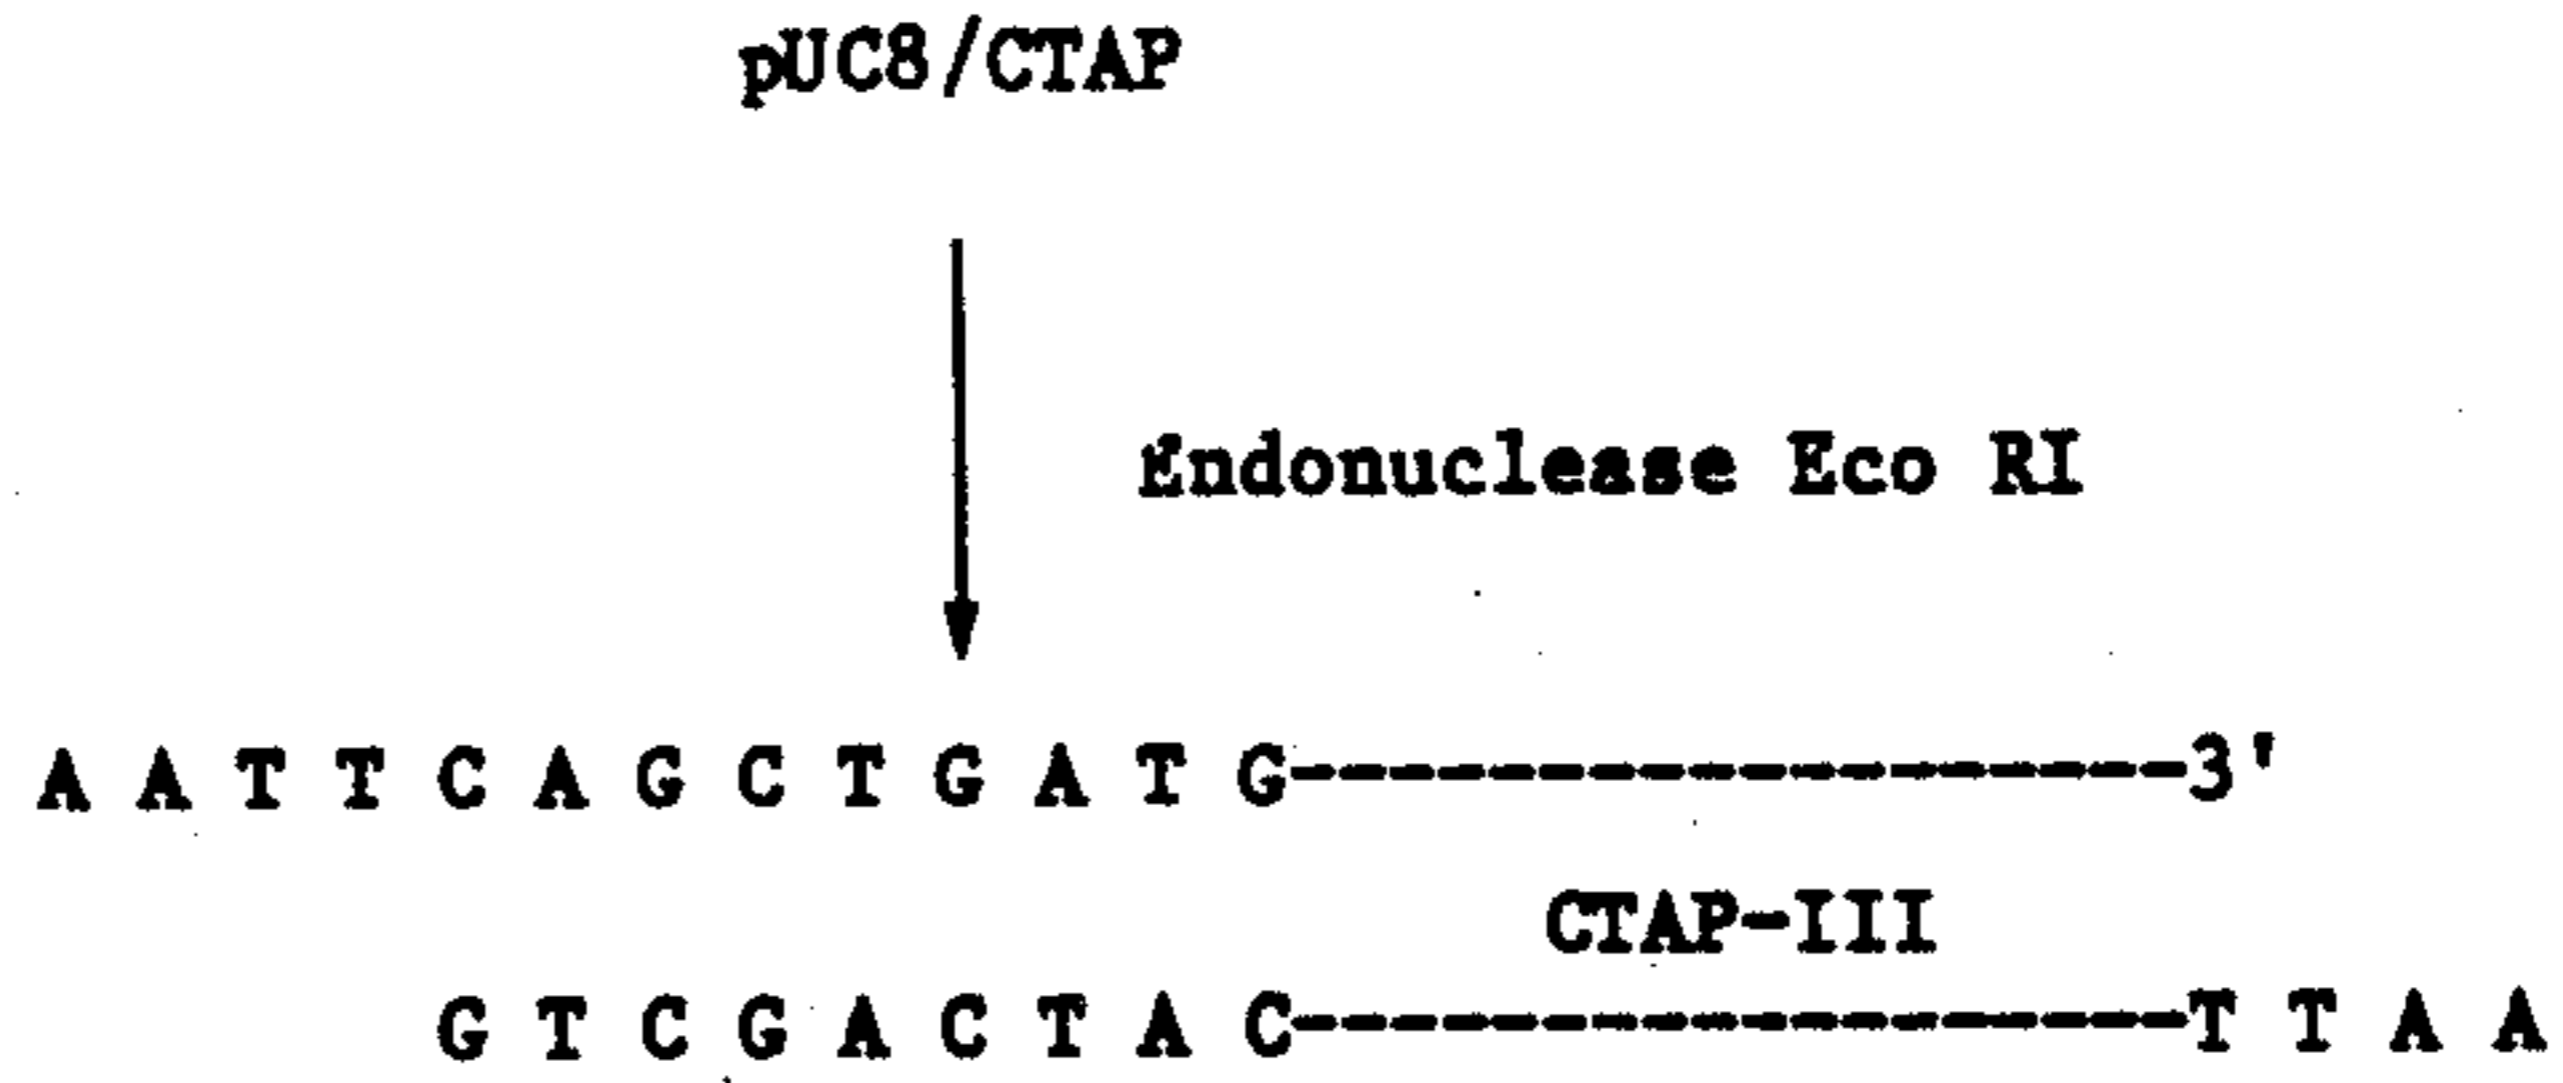 pUC8/CTAP
Endonuclease Eco RI
A A T T C A G C T G A T G------------------3'
CTAP-III
G T C G A C T A C------------------T T A A